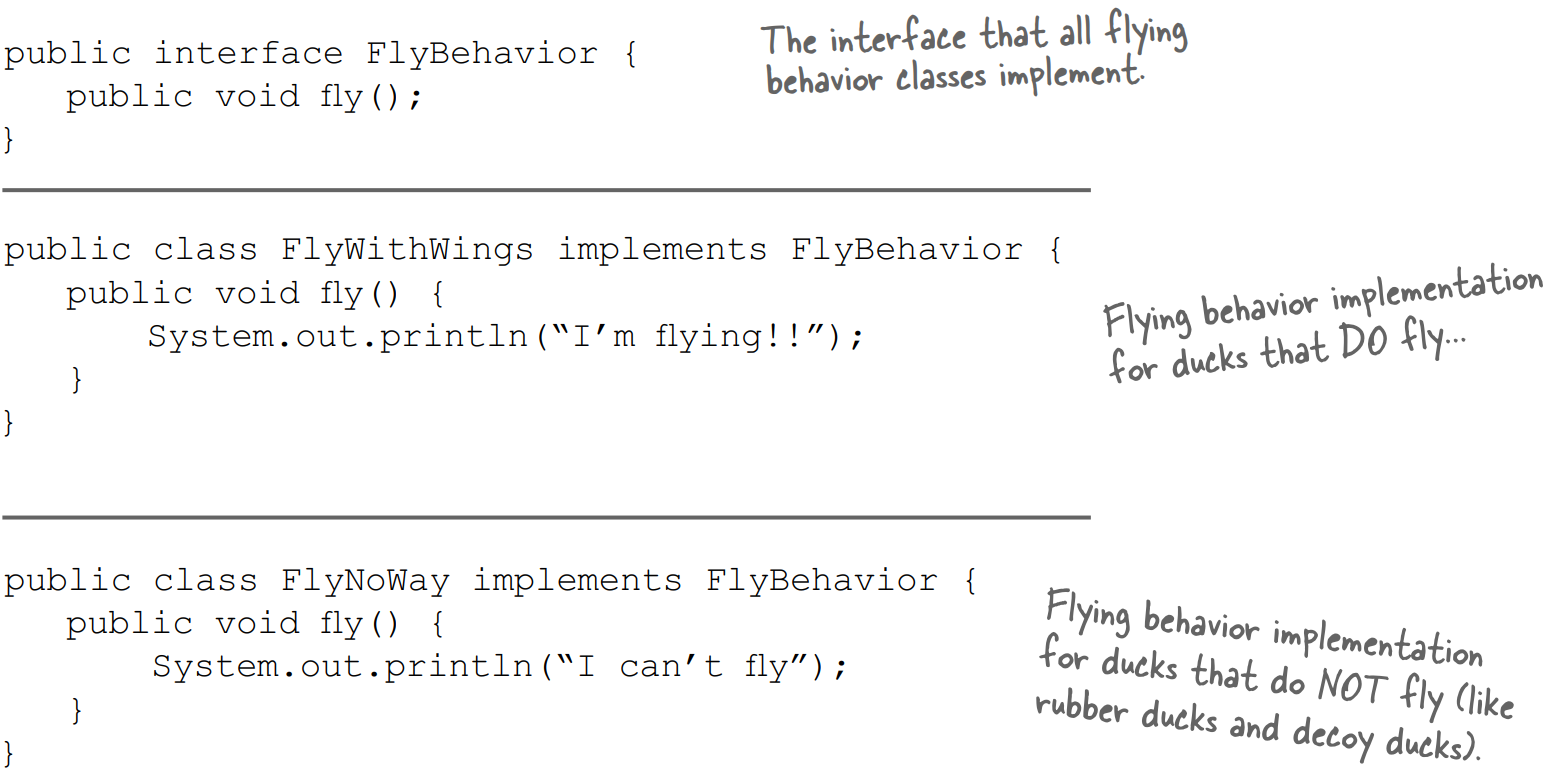 public interface FlyBehavior {
public void fly();
}
The interface that all flying
behavior classes implement.
public class FlyWithWings implements FlyBehavior {
public void fly() {
System.out.println(“I’m flying!!”);
}
}
Flying behavior implementation
for ducks that DO fly...
public class FlyNoWay implements FlyBehavior {
public void fly() {
System.out.println(“I can’t fly”);
}
}
Flying behavior implementation
for ducks that do NOT fly (like
rubber ducks and decoy ducks).